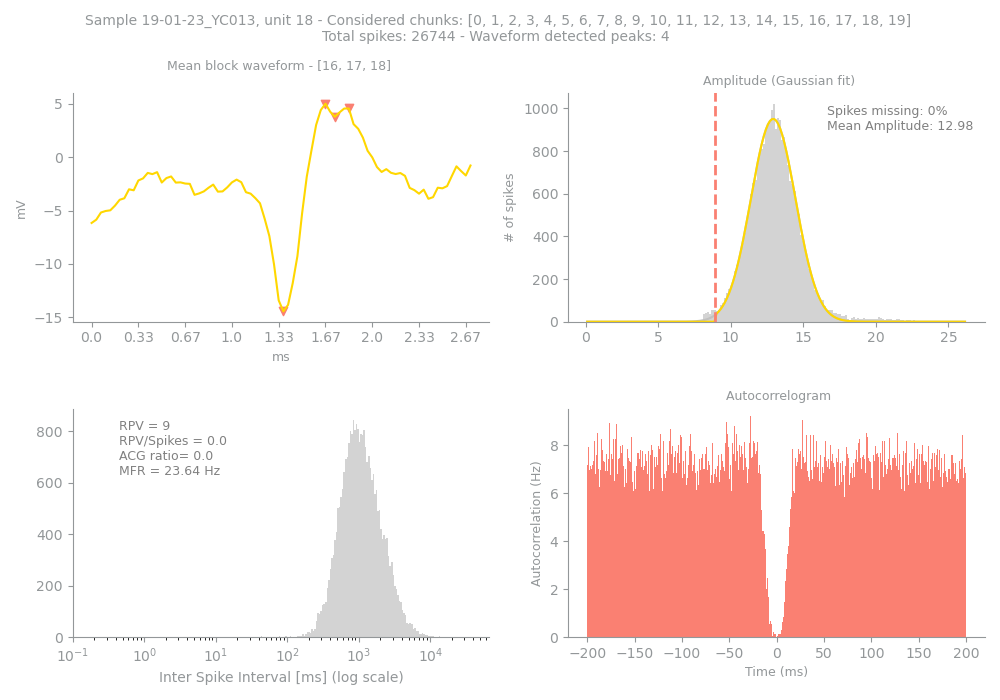 Sample 19-01-23_YC013, unit 18 - Considered chunks: [0, 1, 2, 3, 4, 5, 6, 7, 8, 9, 10, 11, 12, 13, 14, 15, 16, 17, 18, 19]
Total spikes: 26744 - Waveform detected peaks: 4
Mean block waveform - [16, 17, 18]
5
0
−5
−10
−15
mV
0.0 0.33 0.67 1.0 1.33 1.67 2.0 2.33 2.67
ms
Amplitude (Gaussian fit)
Spikes missing: 0%
Mean Amplitude: 12.98
1000
800
600
400
200
0
# of spikes
0 5 10 15 20 25
RPV = 9
RPV/Spikes = 0.0
ACG ratio= 0.0
MFR = 23.64 Hz
800
600
400
200
0
10⁻¹ 10⁰ 10¹ 10² 10³ 10⁴
Inter Spike Interval [ms] (log scale)
Autocorrelogram
8
6
4
2
0
Autocorrelation (Hz)
−200 −150 −100 −50 0 50 100 150 200
Time (ms)